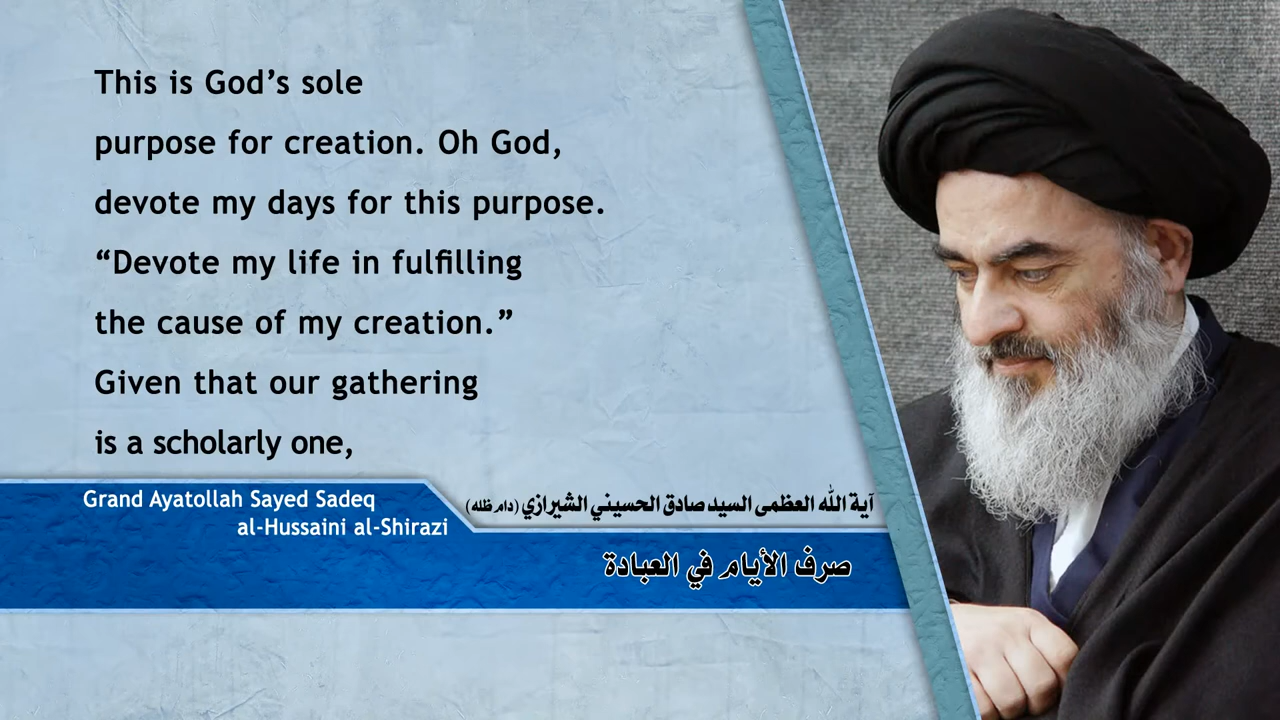 This is God’s sole
purpose for creation. Oh God,
devote my days for this purpose.
“Devote my life in fulfilling
the cause of my creation.”
Given that our gathering
is a scholarly one,
Grand Ayatollah Sayed Sadeq
al-Hussaini al-Shirazi
آية الله العظمى السيد صادق الحسيني الشيرازي (دام ظله)
صرف الأيام في العبادة